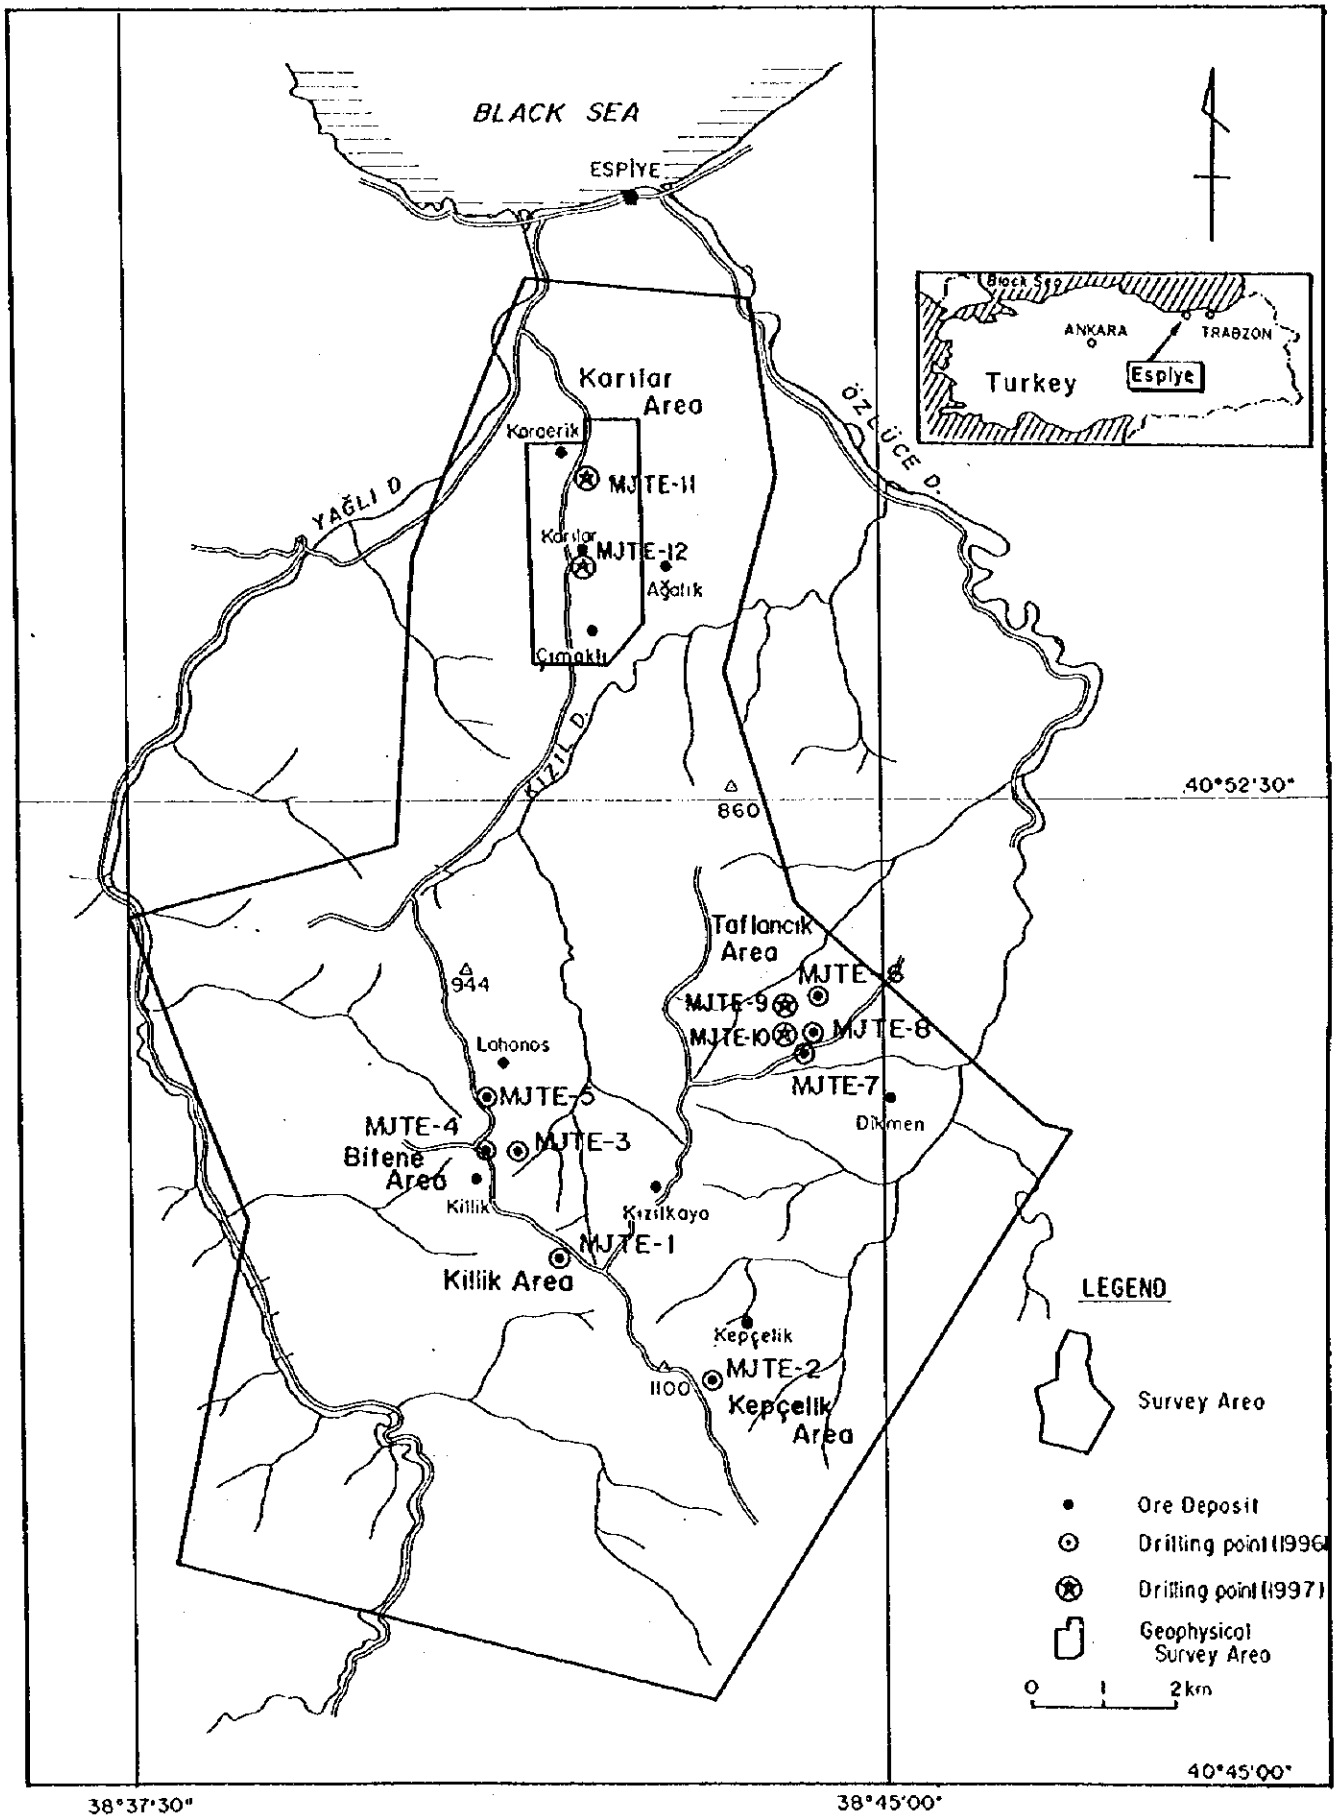 BLACK SEA
ESPİYE
Black Sea
ANKARA
TRABZON
Espiye
Turkey
Karılar
Area
ÖZLÜCE D.
Karaerik
MJTE-11
YAĞLI D
Karılar
MJTE-12
Ağalık
Çımaklı
KIZIL D.
40°52'30"
860
Taflancık
Area
944
MJTE-6
MJTE-9
MJTE-10
MJTE-8
Lahanos
MJTE-5
MJTE-7
MJTE-4
Dikmen
MJTE-3
Bitene
Area
Killik
Kızılkaya
MJTE-1
Killik Area
LEGEND
Kepçelik
MJTE-2
1100
Kepçelik
Area
Survey Area
Ore Deposit
Drilling point(1996)
Drilling point(1997)
Geophysical
Survey Area
0 1 2km
40°45'00"
38°37'30"
38°45'00"